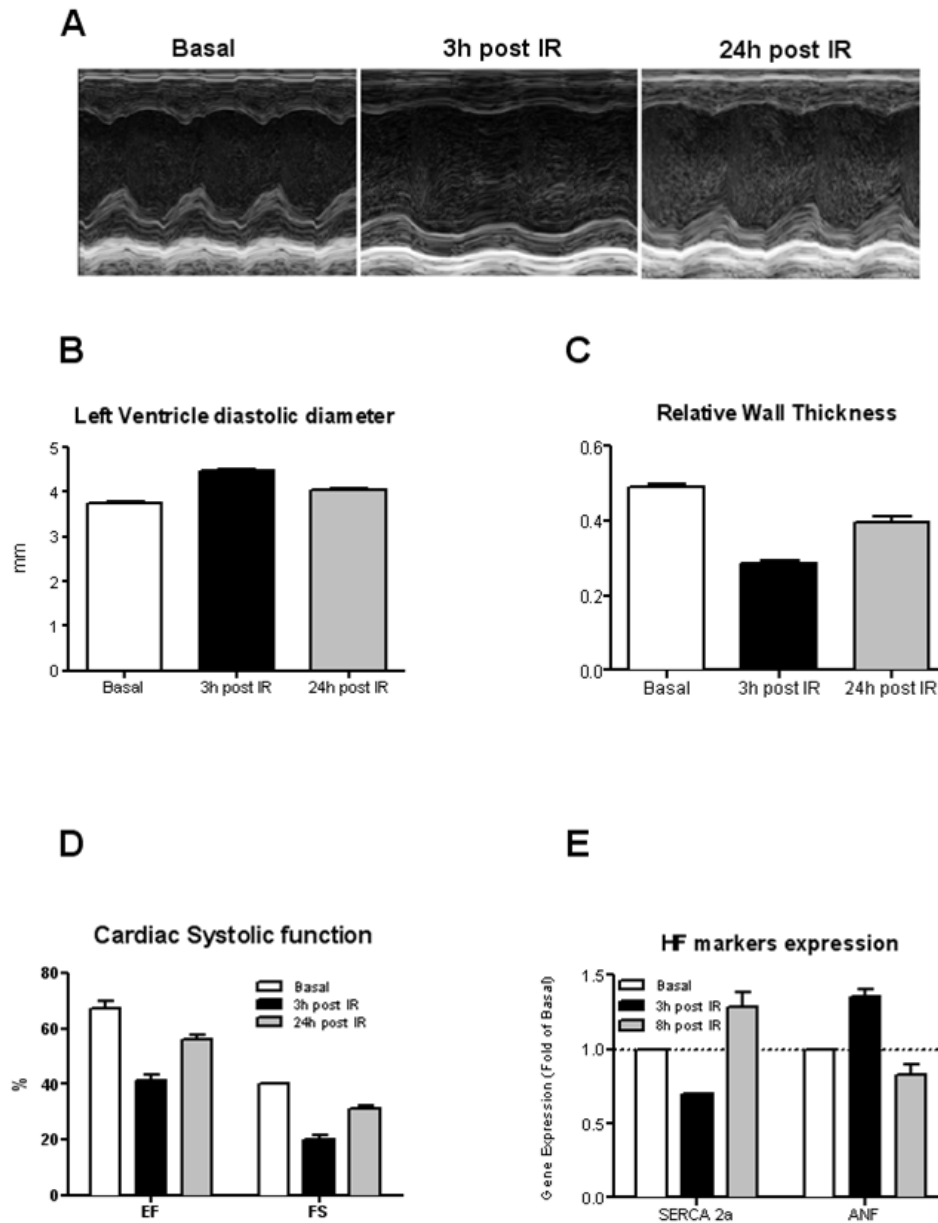 A
Basal 3h post IR 24h post IR
B
Left Ventricle diastolic diameter
mm
5
4
3
2
1
0
Basal 3h post IR 24h post IR
C
Relative Wall Thickness
0.6
0.4
0.2
0.0
Basal 3h post IR 24h post IR
D
Cardiac Systolic function
%
80
60
40
20
0
Basal
3h post IR
24h post IR
EF FS
E
HF markers expression
Gene Expression (Fold of Basal)
1.5
1.0
0.5
0.0
Basal
3h post IR
8h post IR
SERCA 2a ANF